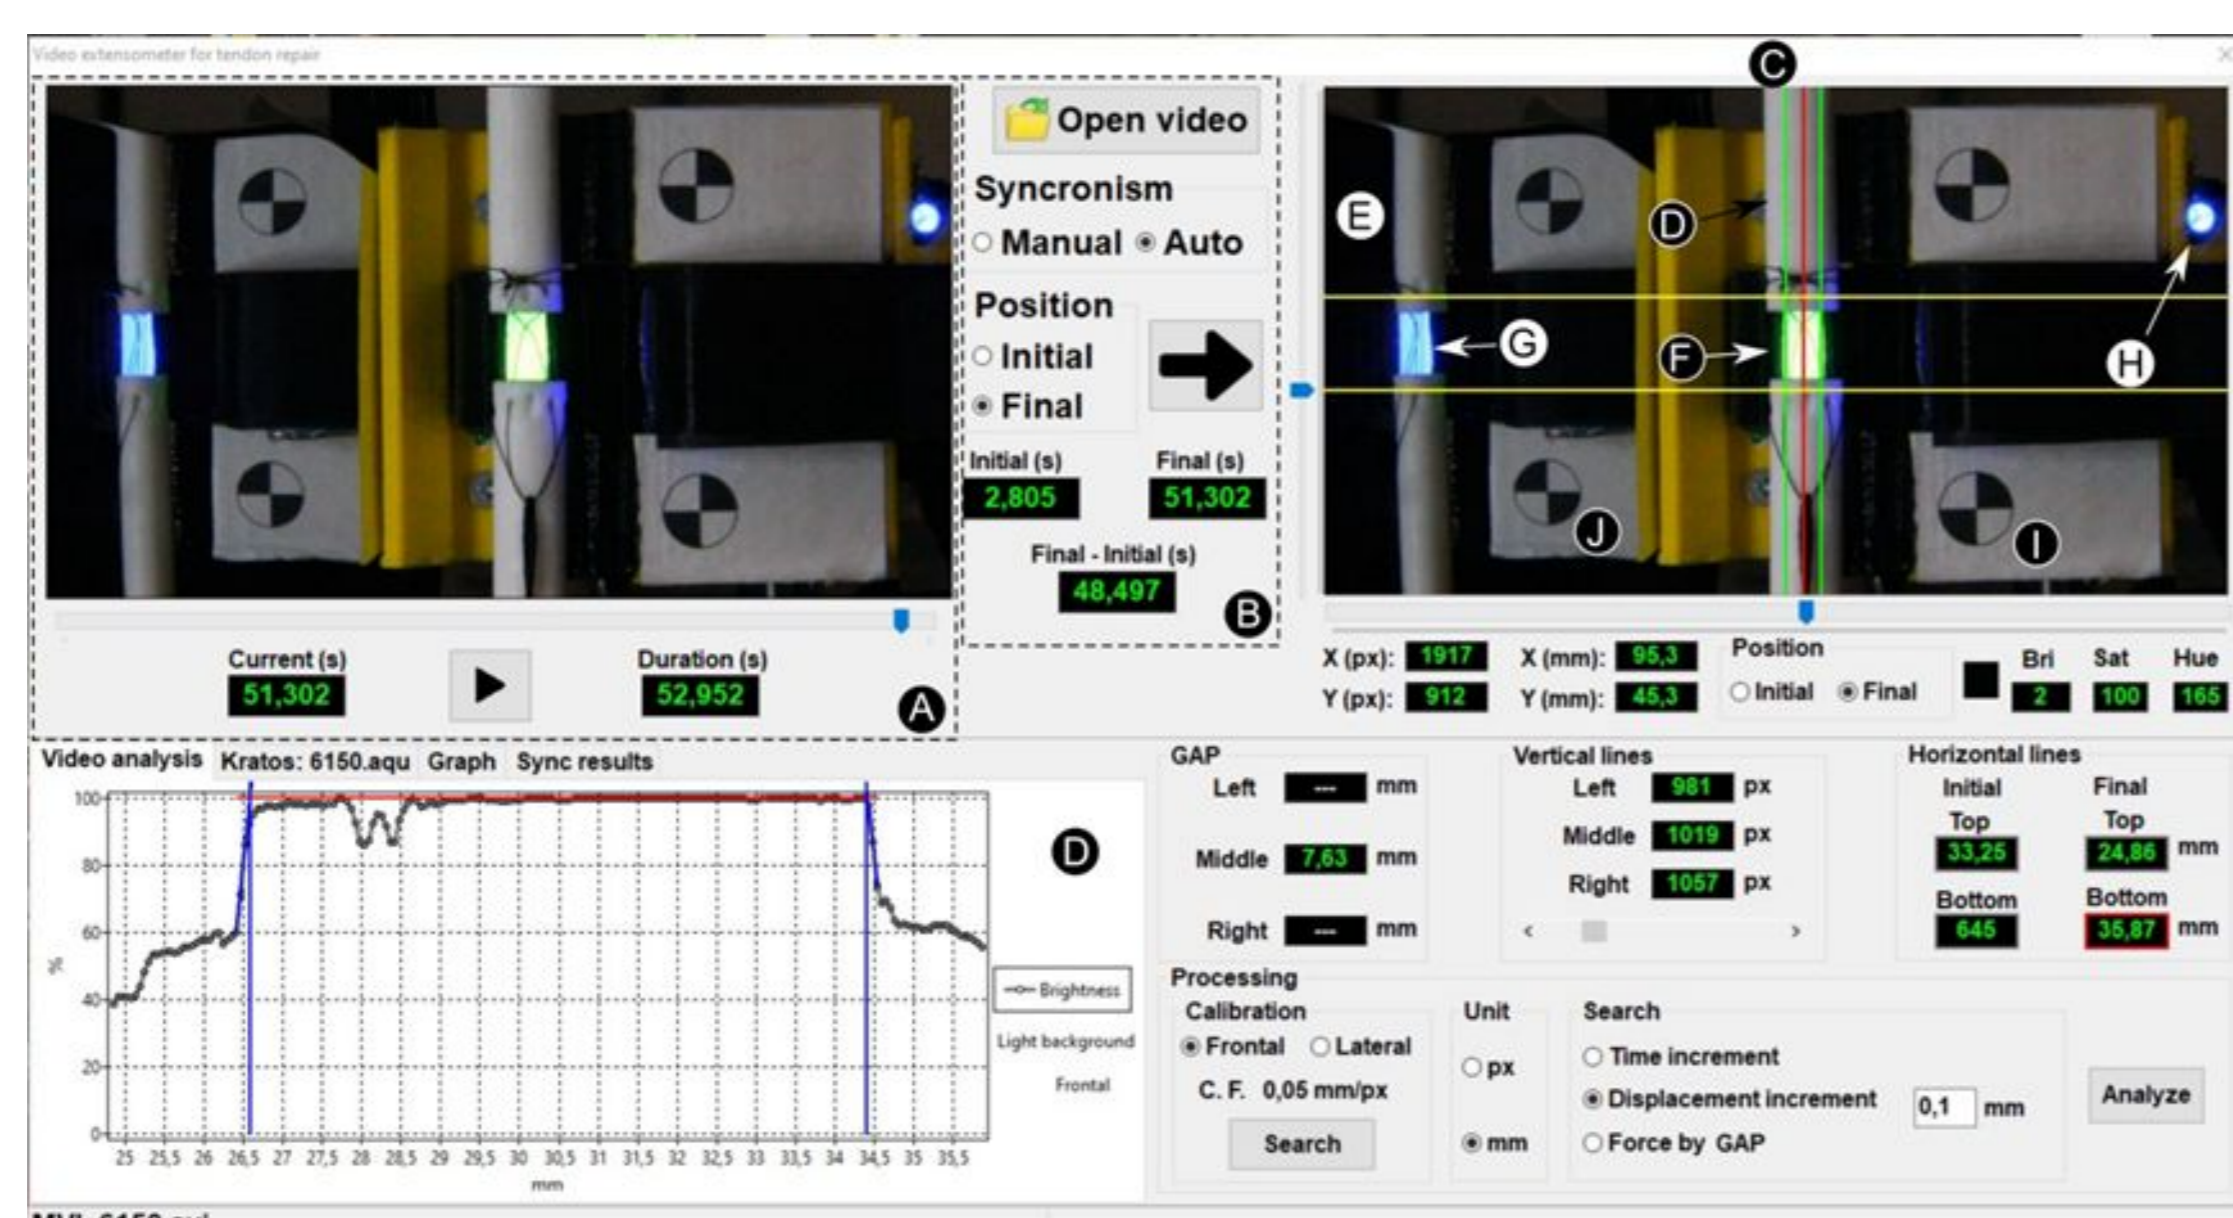 Video extensometer for tendon repair
C
Open video
Syncronism
Manual Auto
Position
Initial
Final
Initial (s) Final (s)
2,805 51,302
Final - Initial (s)
48,497
B
E
D
G
F
H
J
I
Current (s) Duration (s)
51,302 52,952
A
X (px): 1917 X (mm): 95,3
Y (px): 912 Y (mm): 45,3
Position
Initial Final
Bri Sat Hue
2 100 165
Video analysis Kratos: 6150.aqu Graph Sync results
100
80
60
40
20
0
%
25 25,5 26 26,5 27 27,5 28 28,5 29 29,5 30 30,5 31 31,5 32 32,5 33 33,5 34 34,5 35 35,5
mm
D
Brightness
Light background
Frontal
GAP
Left --- mm
Middle 7,63 mm
Right --- mm
Vertical lines
Left 981 px
Middle 1019 px
Right 1057 px
Horizontal lines
Initial Final
Top Top
33,25 24,86 mm
Bottom Bottom
645 35,87 mm
Processing
Calibration
Frontal Lateral
C. F. 0,05 mm/px
Search
Unit
px
mm
Search
Time increment
Displacement increment 0,1 mm
Force by GAP
Analyze